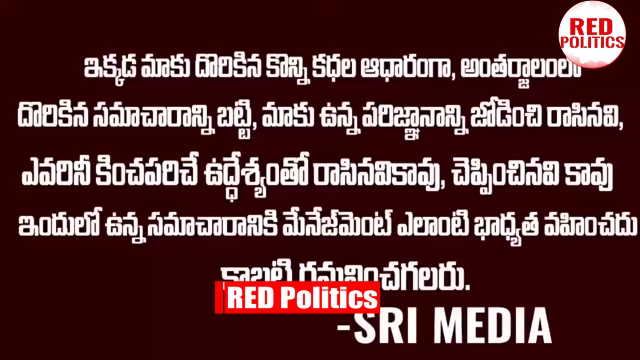 RED
POLITICS
ఇక్కడ మాకు దొరికిన కొన్ని కధల ఆధారంగా, అంతర్జాలంలో
దొరికిన సమాచారాన్ని బట్టి, మాకు ఉన్న పరిజ్ఞానాన్ని జోడించి రాసినవి,
ఎవరినీ కించపరిచే ఉద్ధేశ్యంతో రాసినవికావు, చెప్పించినవి కావు
ఇందులో ఉన్న సమాచారానికి మేనేజ్‌మెంట్ ఎలాంటి భాధ్యత వహించదు
కాబట్టి గమనించగలరు.
RED Politics
-SRI MEDIA